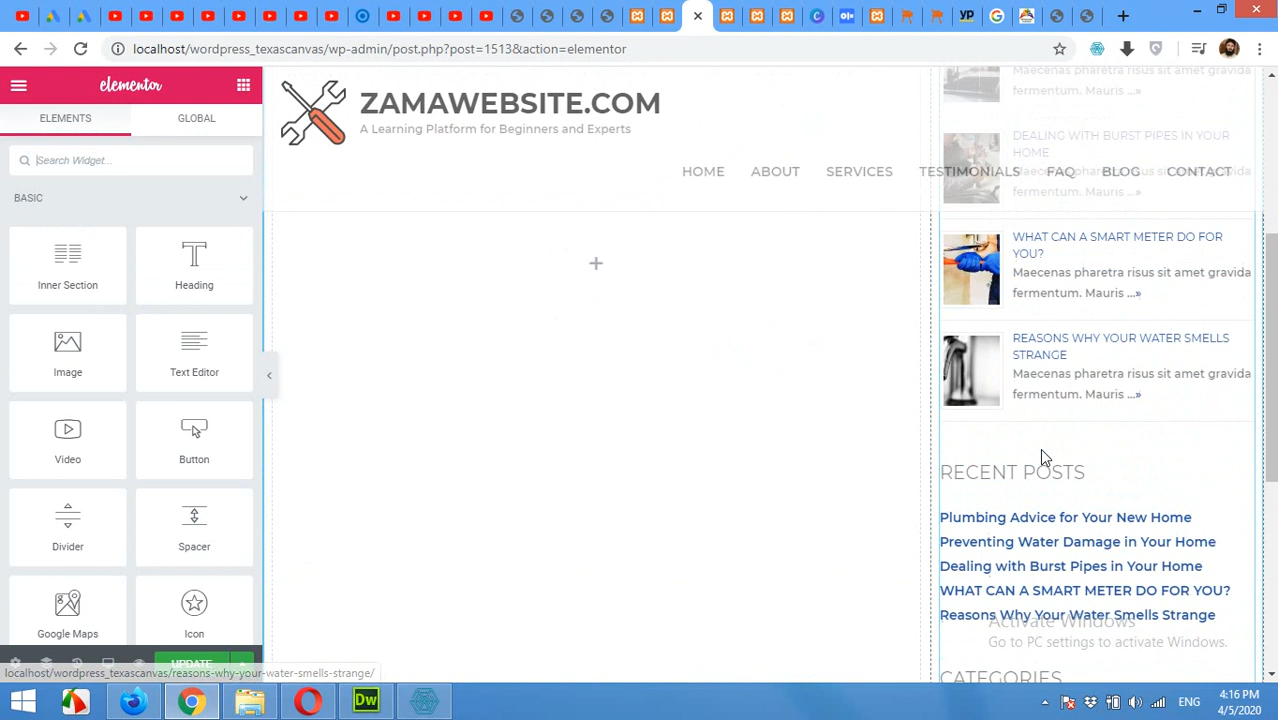 localhost/wordpress_texascanvas/wp-admin/post.php?post=1513&action=elementor
elementor
ELEMENTS
GLOBAL
Search Widget...
BASIC
Inner Section
Heading
Image
Text Editor
Video
Button
Divider
Spacer
Google Maps
Icon
UPDATE
ZAMAWEBSITE.COM
A Learning Platform for Beginners and Experts
HOME ABOUT SERVICES TESTIMONIALS FAQ BLOG CONTACT
Maecenas pharetra risus sit amet gravida
fermentum. Mauris ...»
DEALING WITH BURST PIPES IN YOUR
HOME
Maecenas pharetra risus sit amet gravida
fermentum. Mauris ...»
WHAT CAN A SMART METER DO FOR
YOU?
Maecenas pharetra risus sit amet gravida
fermentum. Mauris ...»
REASONS WHY YOUR WATER SMELLS
STRANGE
Maecenas pharetra risus sit amet gravida
fermentum. Mauris ...»
RECENT POSTS
Plumbing Advice for Your New Home
Preventing Water Damage in Your Home
Dealing with Burst Pipes in Your Home
WHAT CAN A SMART METER DO FOR YOU?
Reasons Why Your Water Smells Strange
Activate Windows
Go to PC settings to activate Windows.
CATEGORIES
localhost/wordpress_texascanvas/reasons-why-your-water-smells-strange/
Dw
ENG
4:16 PM
4/5/2020